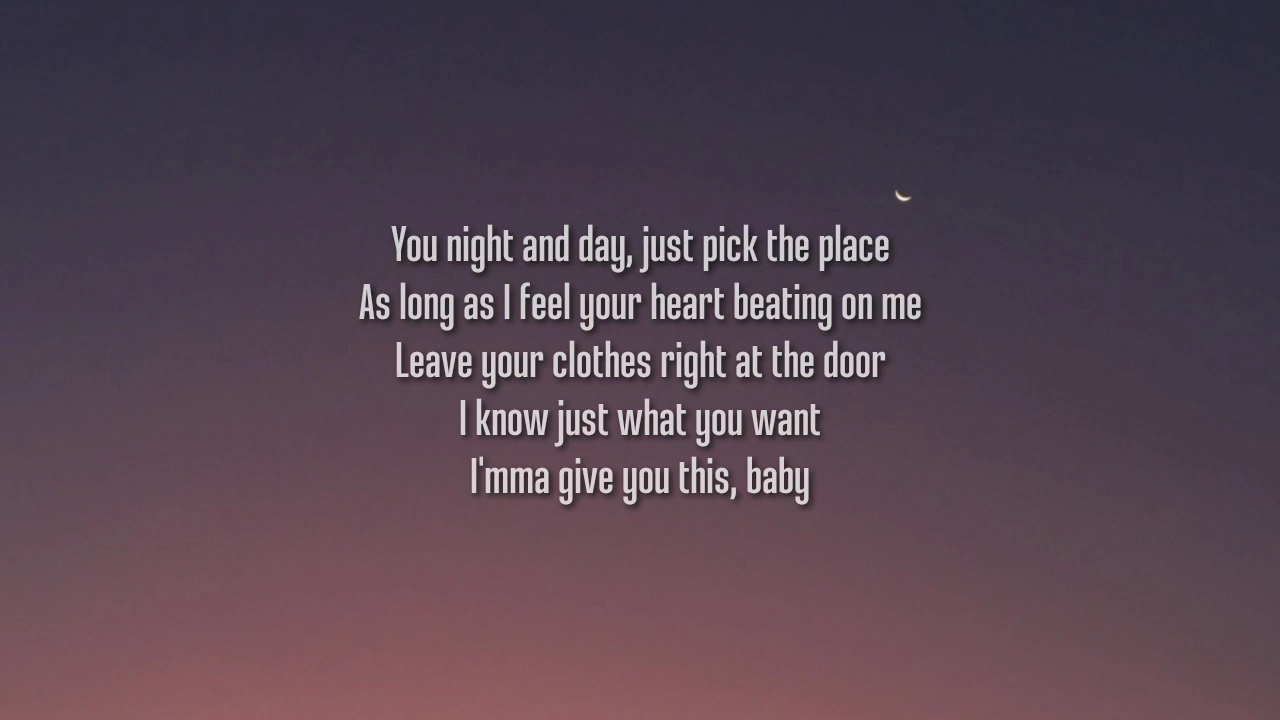 You night and day, just pick the place
As long as I feel your heart beating on me
Leave your clothes right at the door
I know just what you want
I'mma give you this, baby